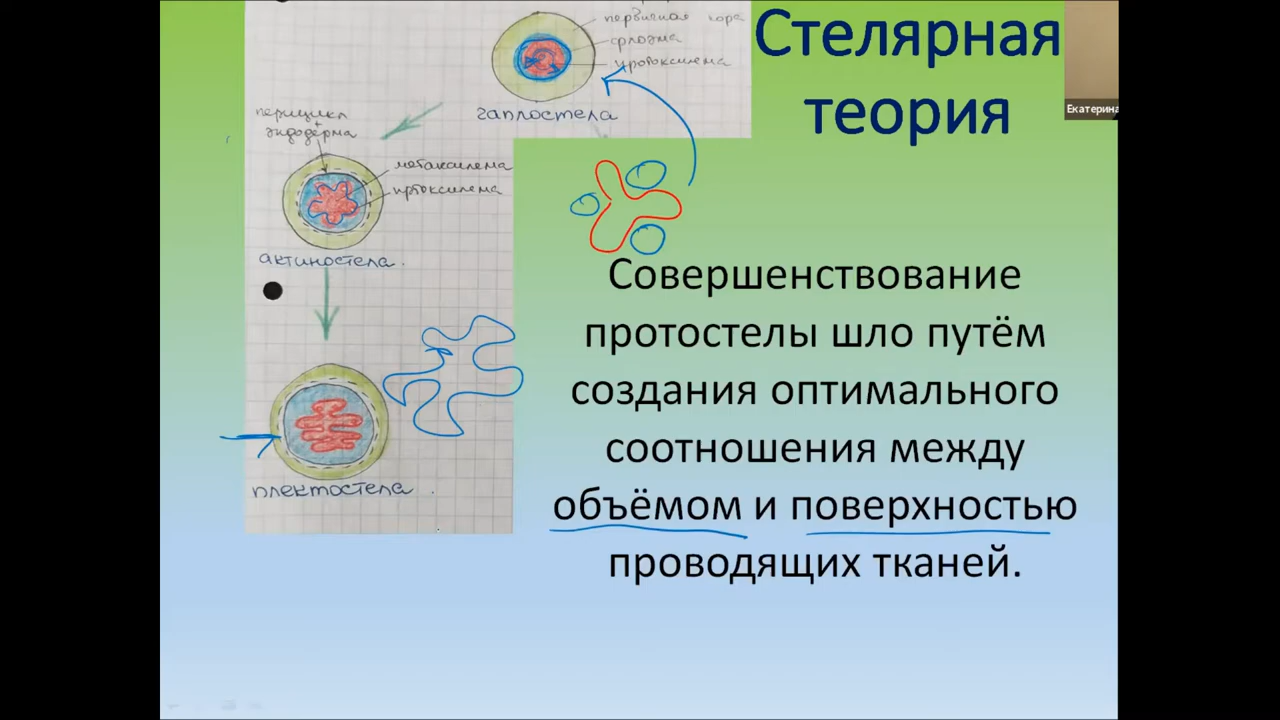 Стелярная
теория
Екатерина
первичная кора
флоэма
протоксилема
гаплостела
перицикл
+
эндодерма
метаксилема
протоксилема
актиностела.
плектостела.
Совершенствование
протостелы шло путём
создания оптимального
соотношения между
объёмом и поверхностью
проводящих тканей.